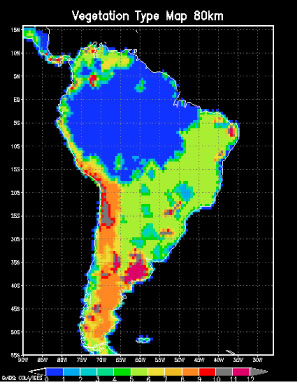 Vegetation Type Map 80km
15N
10N
5N
EQ
5S
10S
15S
20S
25S
30S
35S
40S
45S
50S
55S
90W 85W 80W 75W 70W 65W 60W 55W 50W 45W 40W 35W 30W
0 1 2 3 4 5 6 7 8 9 10 11 12
GrADS: COLA/IGES